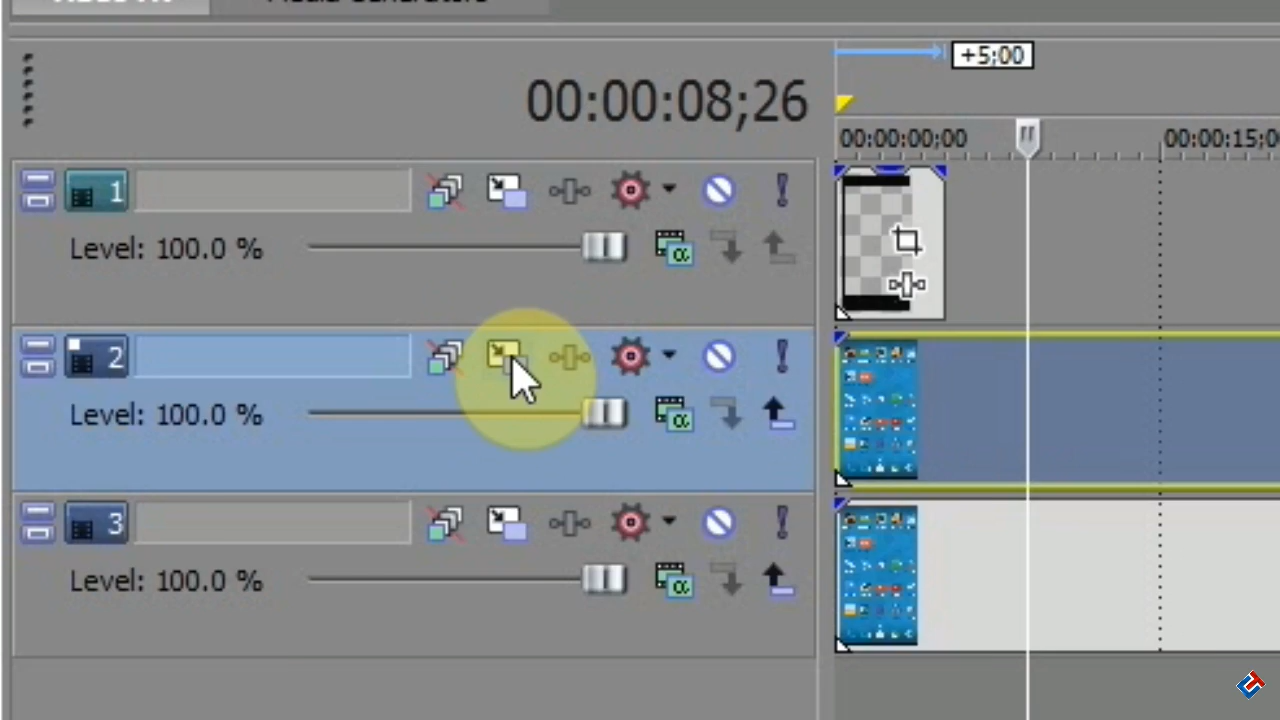 +5;00
00:00:08;26
00:00:00;00
00:00:15;0
1
Level: 100.0 %
2
Level: 100.0 %
3
Level: 100.0 %